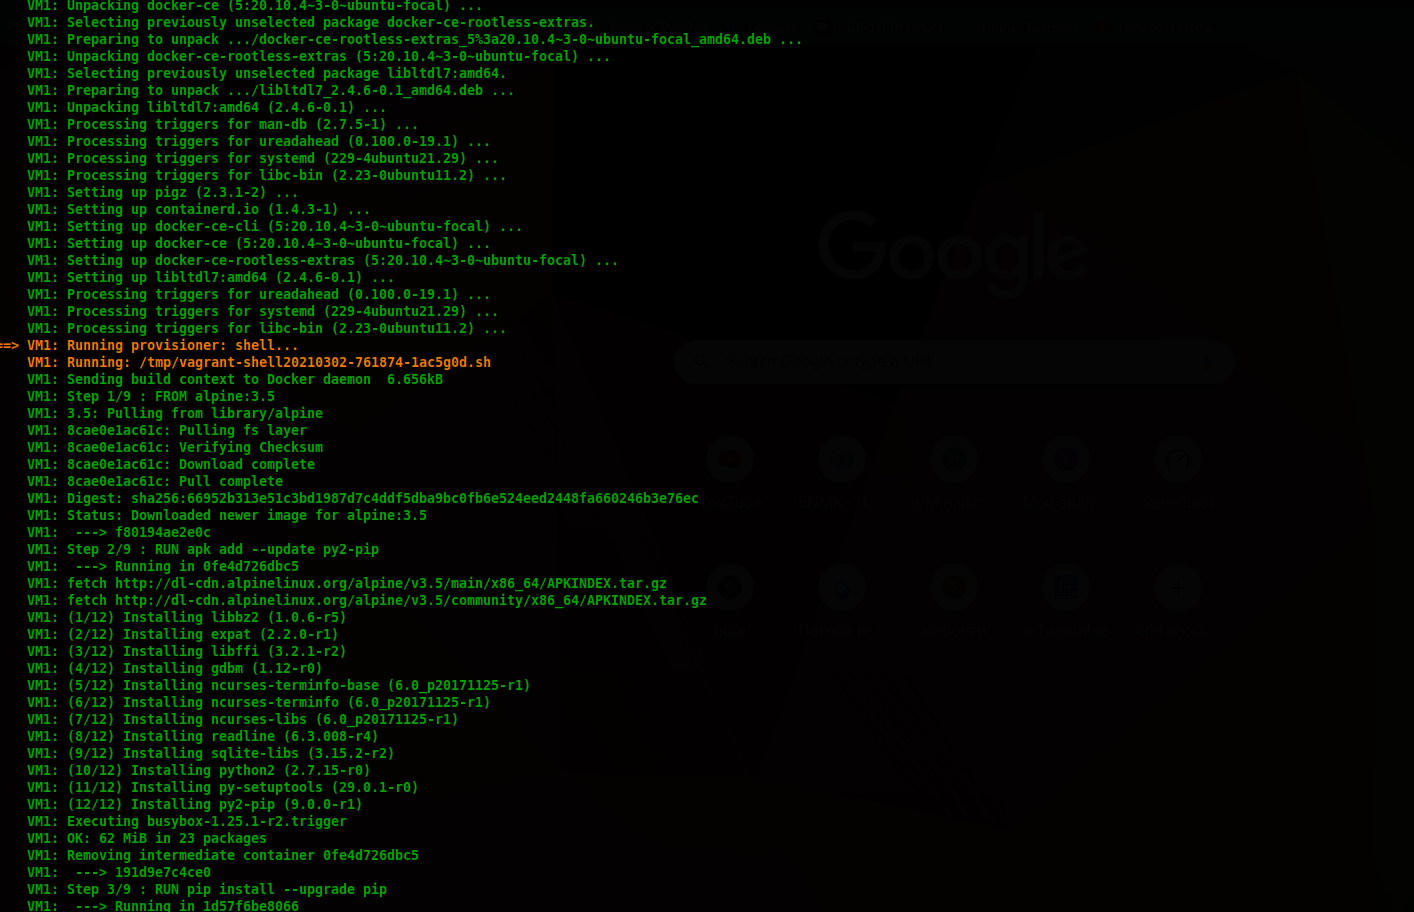 VM1: Unpacking docker-ce (5:20.10.4~3-0~ubuntu-focal) ...
VM1: Selecting previously unselected package docker-ce-rootless-extras.
VM1: Preparing to unpack .../docker-ce-rootless-extras_5%3a20.10.4~3-0~ubuntu-focal_amd64.deb ...
VM1: Unpacking docker-ce-rootless-extras (5:20.10.4~3-0~ubuntu-focal) ...
VM1: Selecting previously unselected package libltdl7:amd64.
VM1: Preparing to unpack .../libltdl7_2.4.6-0.1_amd64.deb ...
VM1: Unpacking libltdl7:amd64 (2.4.6-0.1) ...
VM1: Processing triggers for man-db (2.7.5-1) ...
VM1: Processing triggers for ureadahead (0.100.0-19.1) ...
VM1: Processing triggers for systemd (229-4ubuntu21.29) ...
VM1: Processing triggers for libc-bin (2.23-0ubuntu11.2) ...
VM1: Setting up pigz (2.3.1-2) ...
VM1: Setting up containerd.io (1.4.3-1) ...
VM1: Setting up docker-ce-cli (5:20.10.4~3-0~ubuntu-focal) ...
VM1: Setting up docker-ce (5:20.10.4~3-0~ubuntu-focal) ...
VM1: Setting up docker-ce-rootless-extras (5:20.10.4~3-0~ubuntu-focal) ...
VM1: Setting up libltdl7:amd64 (2.4.6-0.1) ...
VM1: Processing triggers for ureadahead (0.100.0-19.1) ...
VM1: Processing triggers for systemd (229-4ubuntu21.29) ...
VM1: Processing triggers for libc-bin (2.23-0ubuntu11.2) ...
==> VM1: Running provisioner: shell...
VM1: Running: /tmp/vagrant-shell20210302-761874-1ac5g0d.sh
VM1: Sending build context to Docker daemon  6.656kB
VM1: Step 1/9 : FROM alpine:3.5
VM1: 3.5: Pulling from library/alpine
VM1: 8cae0e1ac61c: Pulling fs layer
VM1: 8cae0e1ac61c: Verifying Checksum
VM1: 8cae0e1ac61c: Download complete
VM1: 8cae0e1ac61c: Pull complete
VM1: Digest: sha256:66952b313e51c3bd1987d7c4ddf5dba9bc0fb6e524eed2448fa660246b3e76ec
VM1: Status: Downloaded newer image for alpine:3.5
VM1:  ---> f80194ae2e0c
VM1: Step 2/9 : RUN apk add --update py2-pip
VM1:  ---> Running in 0fe4d726dbc5
VM1: fetch http://dl-cdn.alpinelinux.org/alpine/v3.5/main/x86_64/APKINDEX.tar.gz
VM1: fetch http://dl-cdn.alpinelinux.org/alpine/v3.5/community/x86_64/APKINDEX.tar.gz
VM1: (1/12) Installing libbz2 (1.0.6-r5)
VM1: (2/12) Installing expat (2.2.0-r1)
VM1: (3/12) Installing libffi (3.2.1-r2)
VM1: (4/12) Installing gdbm (1.12-r0)
VM1: (5/12) Installing ncurses-terminfo-base (6.0_p20171125-r1)
VM1: (6/12) Installing ncurses-terminfo (6.0_p20171125-r1)
VM1: (7/12) Installing ncurses-libs (6.0_p20171125-r1)
VM1: (8/12) Installing readline (6.3.008-r4)
VM1: (9/12) Installing sqlite-libs (3.15.2-r2)
VM1: (10/12) Installing python2 (2.7.15-r0)
VM1: (11/12) Installing py-setuptools (29.0.1-r0)
VM1: (12/12) Installing py2-pip (9.0.0-r1)
VM1: Executing busybox-1.25.1-r2.trigger
VM1: OK: 62 MiB in 23 packages
VM1: Removing intermediate container 0fe4d726dbc5
VM1:  ---> 191d9e7c4ce0
VM1: Step 3/9 : RUN pip install --upgrade pip
VM1:  ---> Running in 1d57f6be8066
Google